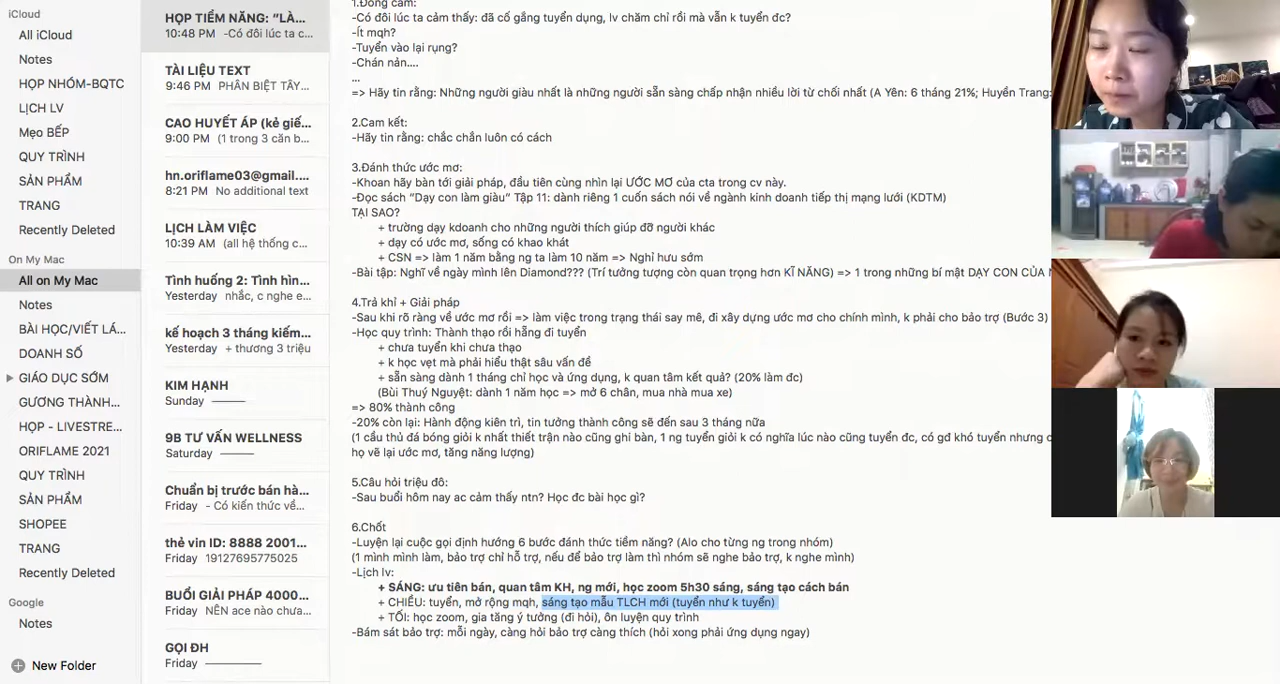 iCloud
All iCloud
Notes
HỌP NHÓM-BQTC
LỊCH LV
Mẹo BẾP
QUY TRÌNH
SẢN PHẨM
TRANG
Recently Deleted
On My Mac
All on My Mac
Notes
BÀI HỌC/VIẾT LÁ...
DOANH SỐ
GIÁO DỤC SỚM
GƯƠNG THÀNH...
HỌP - LIVESTRE...
ORIFLAME 2021
QUY TRÌNH
SẢN PHẨM
SHOPEE
TRANG
Recently Deleted
Google
Notes
New Folder
HỌP TIỀM NĂNG: “LÀ...
10:48 PM -Có đôi lúc ta c...
TÀI LIỆU TEXT
9:46 PM PHÂN BIỆT TÂY...
CAO HUYẾT ÁP (kẻ giế...
9:00 PM (1 trong 3 căn b...
hn.oriflame03@gmail....
8:21 PM No additional text
LỊCH LÀM VIỆC
10:39 AM (all hệ thống c...
Tình huống 2: Tình hìn...
Yesterday nhắc, c nghe e...
kế hoạch 3 tháng kiếm...
Yesterday + thương 3 triệu
KIM HẠNH
Sunday ———
9B TƯ VẤN WELLNESS
Saturday ———
Chuẩn bị trước bán hà...
Friday - Có kiến thức về...
thẻ vin ID: 8888 2001...
Friday 19127695775025
BUỔI GIẢI PHÁP 4000...
Friday NÊN ace nào chưa...
GỌI ĐH
Friday —————
1.Đồng cảm:
-Có đôi lúc ta cảm thấy: đã cố gắng tuyển dụng, lv chăm chỉ rồi mà vẫn k tuyển đc?
-Ít mqh?
-Tuyển vào lại rụng?
-Chán nản....
...
=> Hãy tin rằng: Những người giàu nhất là những người sẵn sàng chấp nhận nhiều lời từ chối nhất (A Yên: 6 tháng 21%; Huyền Trang:
2.Cam kết:
-Hãy tin rằng: chắc chắn luôn có cách
3.Đánh thức ước mơ:
-Khoan hãy bàn tới giải pháp, đầu tiên cùng nhìn lại ƯỚC MƠ của cta trong cv này.
-Đọc sách “Dạy con làm giàu” Tập 11: dành riêng 1 cuốn sách nói về ngành kinh doanh tiếp thị mạng lưới (KDTM)
TẠI SAO?
+ trường dạy kdoanh cho những người thích giúp đỡ người khác
+ dạy có ước mơ, sống có khao khát
+ CSN => làm 1 năm bằng ng ta làm 10 năm => Nghỉ hưu sớm
-Bài tập: Nghĩ về ngày mình lên Diamond??? (Trí tưởng tượng còn quan trọng hơn KĨ NĂNG) => 1 trong những bí mật DẠY CON CỦA
4.Trả khỉ + Giải pháp
-Sau khi rõ ràng về ước mơ rồi => làm việc trong trạng thái say mê, đi xây dựng ước mơ cho chính mình, k phải cho bảo trợ (Bước 3)
-Học quy trình: Thành thạo rồi hẵng đi tuyển
+ chưa tuyển khi chưa thạo
+ k học vẹt mà phải hiểu thật sâu vấn đề
+ sẵn sàng dành 1 tháng chỉ học và ứng dụng, k quan tâm kết quả? (20% làm đc)
(Bùi Thuý Nguyệt: dành 1 năm học => mở 6 chân, mua nhà mua xe)
=> 80% thành công
-20% còn lại: Hành động kiên trì, tin tưởng thành công sẽ đến sau 3 tháng nữa
(1 cầu thủ đá bóng giỏi k nhất thiết trận nào cũng ghi bàn, 1 ng tuyển giỏi k có nghĩa lúc nào cũng tuyển đc, có gđ khó tuyển nhưng
họ vẽ lại ước mơ, tăng năng lượng)
5.Câu hỏi triệu đô:
-Sau buổi hôm nay ac cảm thấy ntn? Học đc bài học gì?
6.Chốt
-Luyện lại cuộc gọi định hướng 6 bước đánh thức tiềm năng? (Alo cho từng ng trong nhóm)
(1 mình mình làm, bảo trợ chỉ hỗ trợ, nếu để bảo trợ làm thì nhóm sẽ nghe bảo trợ, k nghe mình)
-Lịch lv:
+ SÁNG: ưu tiên bán, quan tâm KH, ng mới, học zoom 5h30 sáng, sáng tạo cách bán
+ CHIỀU: tuyển, mở rộng mqh, sáng tạo mẫu TLCH mới (tuyển như k tuyển)
+ TỐI: học zoom, gia tăng ý tưởng (đi hỏi), ôn luyện quy trình
-Bám sát bảo trợ: mỗi ngày, càng hỏi bảo trợ càng thích (hỏi xong phải ứng dụng ngay)